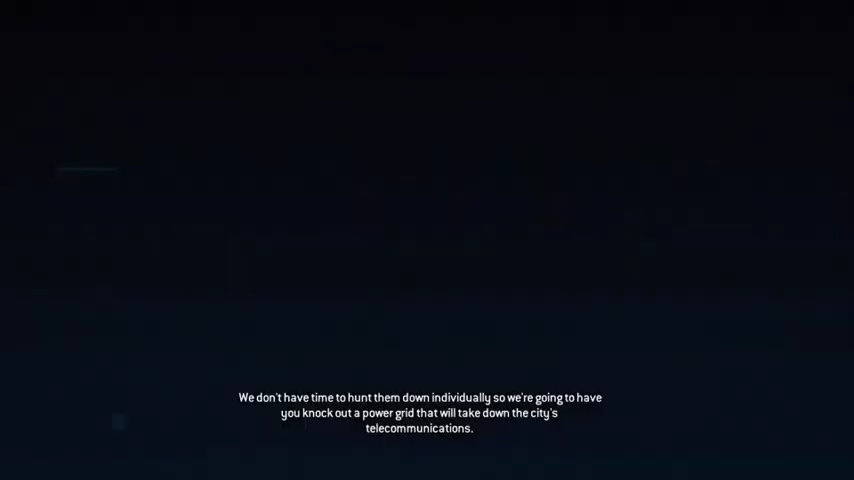 We don't have time to hunt them down individually so we're going to have
you knock out a power grid that will take down the city's
telecommunications.